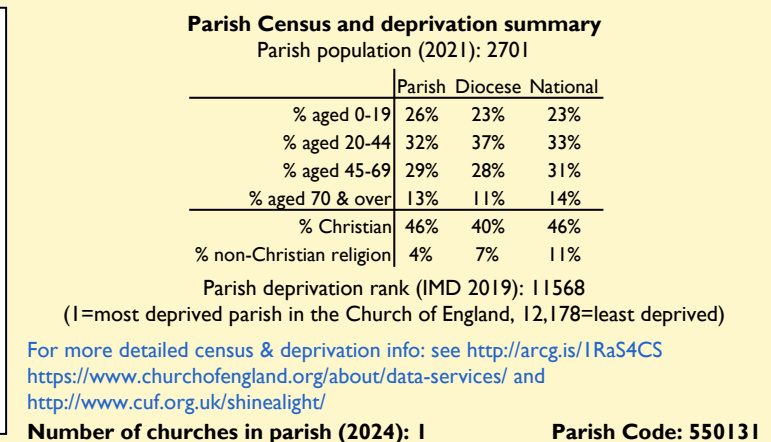 Parish Census and deprivation summary
Parish population (2021): 2701
Parish Diocese National
% aged 0-19 26% 23% 23%
% aged 20-44 32% 37% 33%
% aged 45-69 29% 28% 31%
% aged 70 & over 13% 11% 14%
% Christian 46% 40% 46%
% non-Christian religion 4% 7% 11%
Parish deprivation rank (IMD 2019): 11568
(1=most deprived parish in the Church of England, 12,178=least deprived)
For more detailed census & deprivation info: see http://arcg.is/1RaS4CS
https://www.churchofengland.org/about/data-services/ and
http://www.cuf.org.uk/shinealight/
Number of churches in parish (2024): 1 Parish Code: 550131